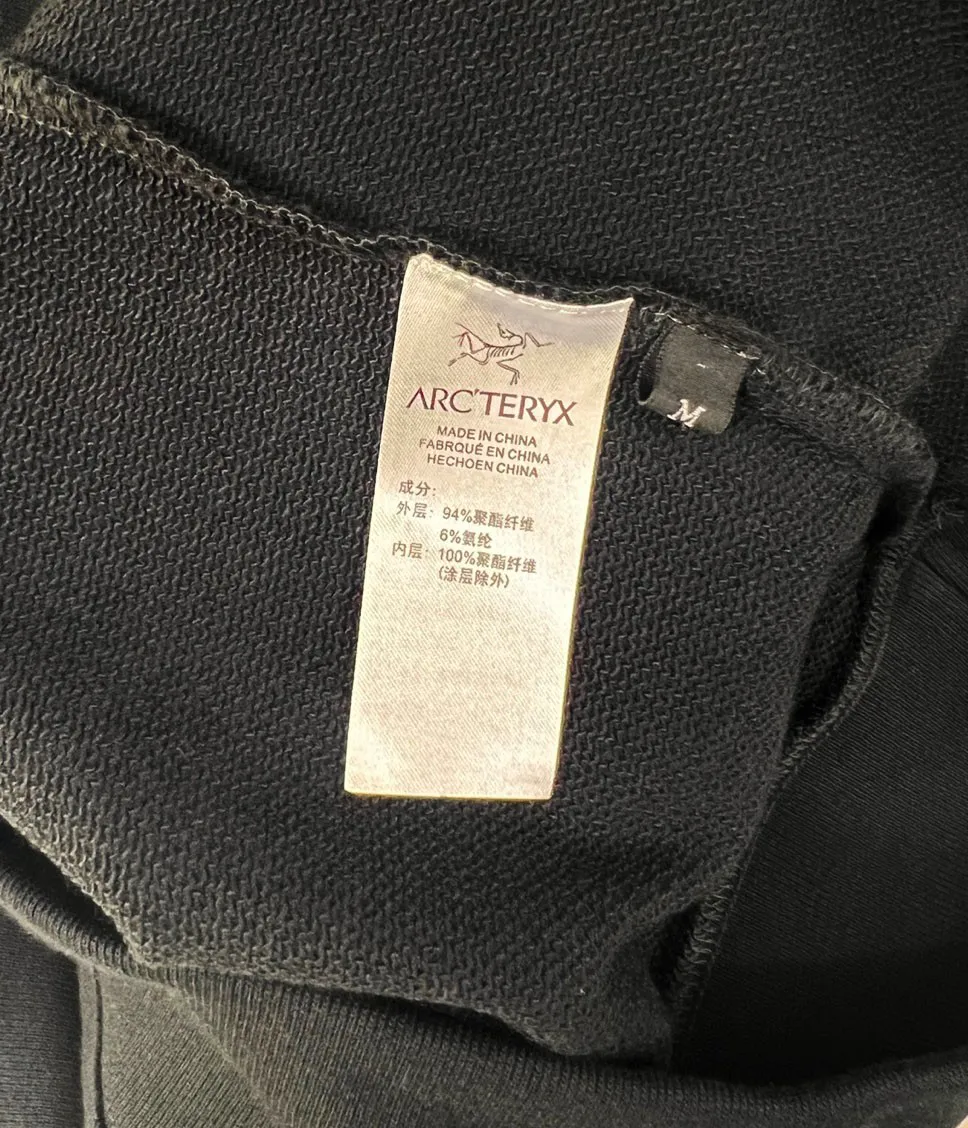 ARC'TERYX
MADE IN CHINA
FABRQUÉ EN CHINA
HECHOEN CHINA
成分:
外层: 94%聚酯纤维
6%氨纶
内层: 100%聚酯纤维
(涂层除外)
M